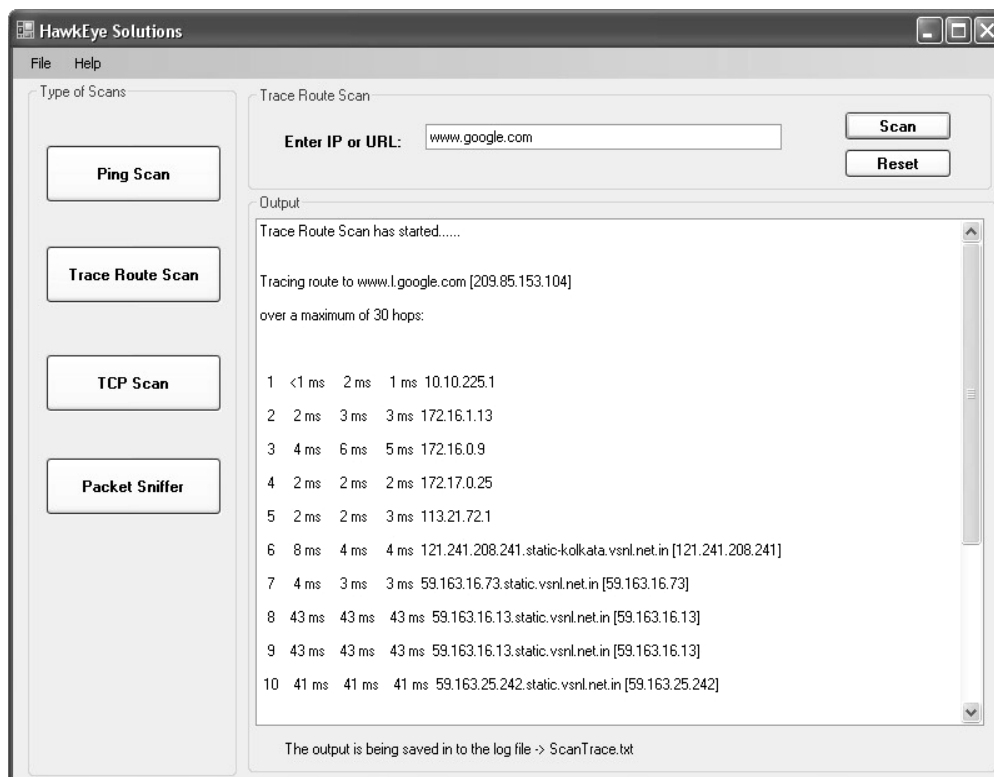 HawkEye Solutions
File Help
Type of Scans
Ping Scan
Trace Route Scan
TCP Scan
Packet Sniffer
Trace Route Scan
Enter IP or URL: www.google.com
Scan
Reset
Output
Trace Route Scan has started......
Tracing route to www.l.google.com [209.85.153.104]
over a maximum of 30 hops:
1 <1 ms 2 ms 1 ms 10.10.225.1
2 2 ms 3 ms 3 ms 172.16.1.13
3 4 ms 6 ms 5 ms 172.16.0.9
4 2 ms 2 ms 2 ms 172.17.0.25
5 2 ms 2 ms 3 ms 113.21.72.1
6 8 ms 4 ms 4 ms 121.241.208.241.static-kolkata.vsnl.net.in [121.241.208.241]
7 4 ms 3 ms 3 ms 59.163.16.73.static.vsnl.net.in [59.163.16.73]
8 43 ms 43 ms 43 ms 59.163.16.13.static.vsnl.net.in [59.163.16.13]
9 43 ms 43 ms 43 ms 59.163.16.13.static.vsnl.net.in [59.163.16.13]
10 41 ms 41 ms 41 ms 59.163.25.242.static.vsnl.net.in [59.163.25.242]
The output is being saved in to the log file -> ScanTrace.txt